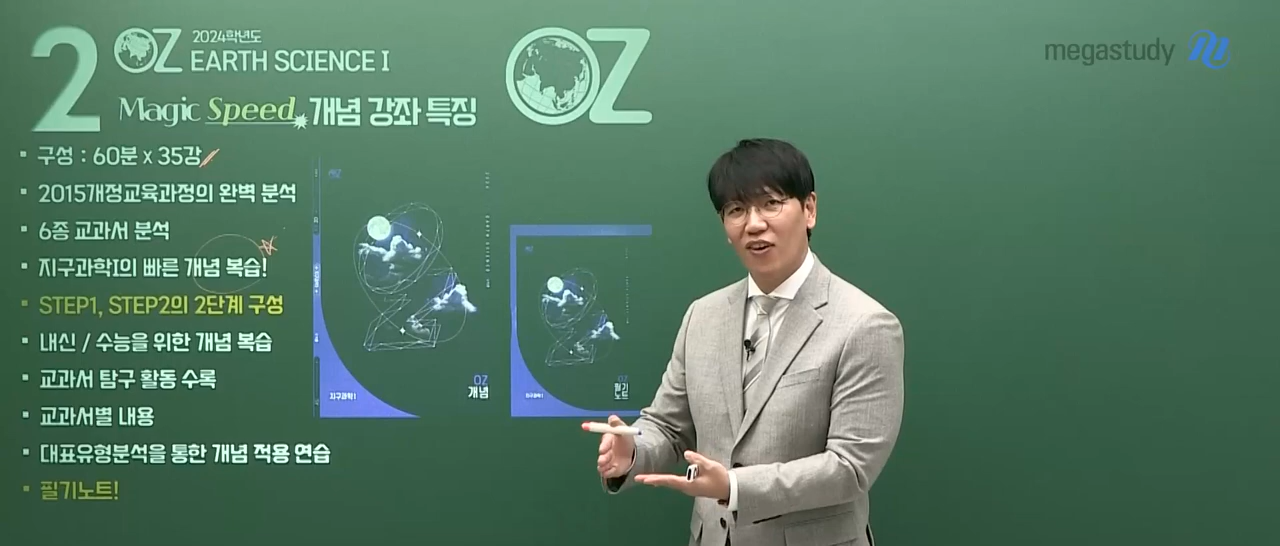 2
OZ
2024학년도
EARTH SCIENCE I
Magic Speed 개념 강좌 특징
OZ
megastudy M
▪ 구성 : 60분 x 35강
▪ 2015개정교육과정의 완벽 분석
▪ 6종 교과서 분석
▪ 지구과학I의 빠른 개념 복습!
▪ STEP1, STEP2의 2단계 구성
▪ 내신 / 수능을 위한 개념 복습
▪ 교과서 탐구 활동 수록
▪ 교과서별 내용
▪ 대표유형분석을 통한 개념 적용 연습
▪ 필기노트!
지구과학 I
OZ
개념
지구과학 I
OZ
필기
노트